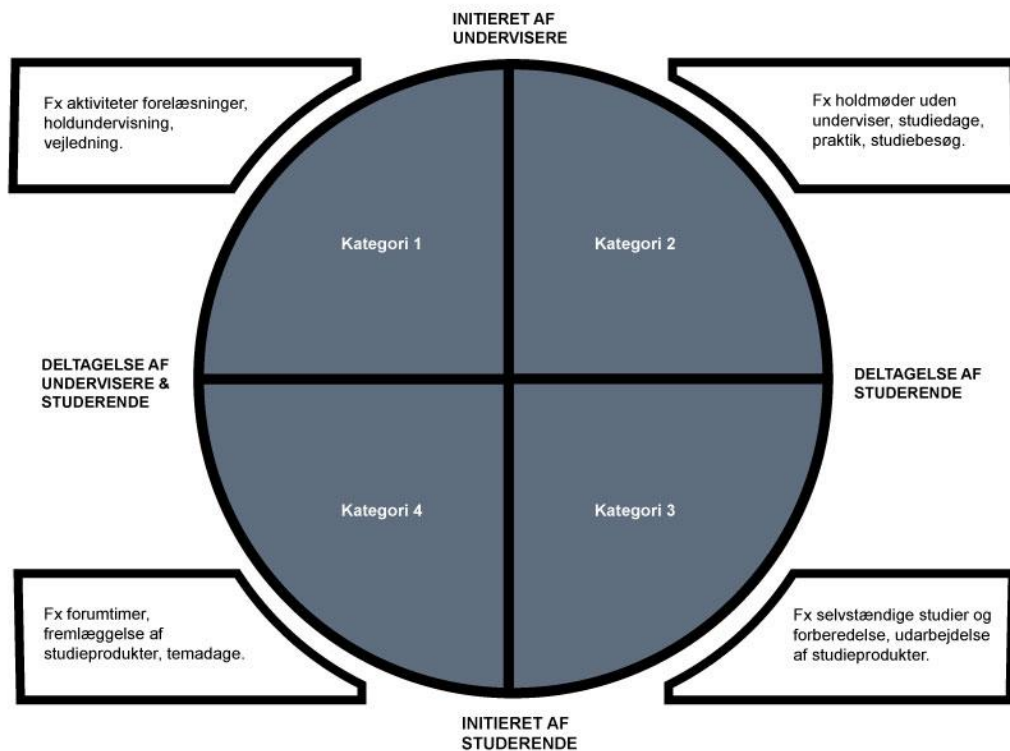 INITIERET AF
UNDERVISERE
Fx aktiviteter forelæsninger,
holdundervisning,
vejledning.
Fx holdmøder uden
underviser, studiedage,
praktik, studiebesøg.
Kategori 1
Kategori 2
DELTAGELSE AF
UNDERVISERE &
STUDERENDE
DELTAGELSE AF
STUDERENDE
Kategori 4
Kategori 3
Fx forumtimer,
fremlæggelse af
studieprodukter, temadage.
Fx selvstændige studier og
forberedelse, udarbejdelse
af studieprodukter.
INITIERET AF
STUDERENDE